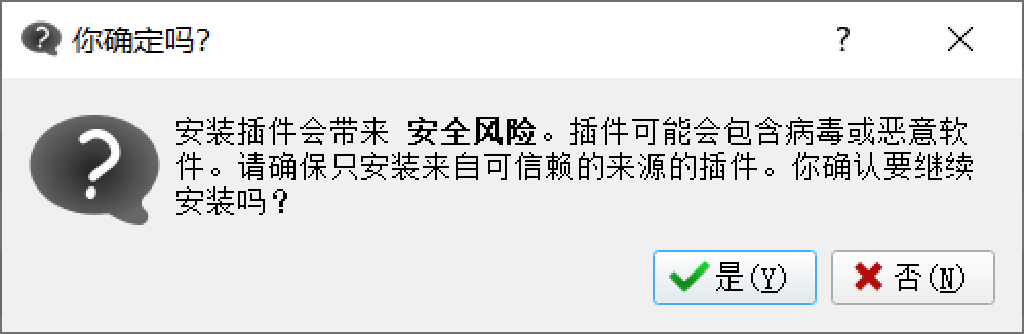 你确定吗?
?
安装插件会带来 安全风险。插件可能会包含病毒或恶意软
件。请确保只安装来自可信赖的来源的插件。你确认要继续
安装吗？
是(Y) 否(N)